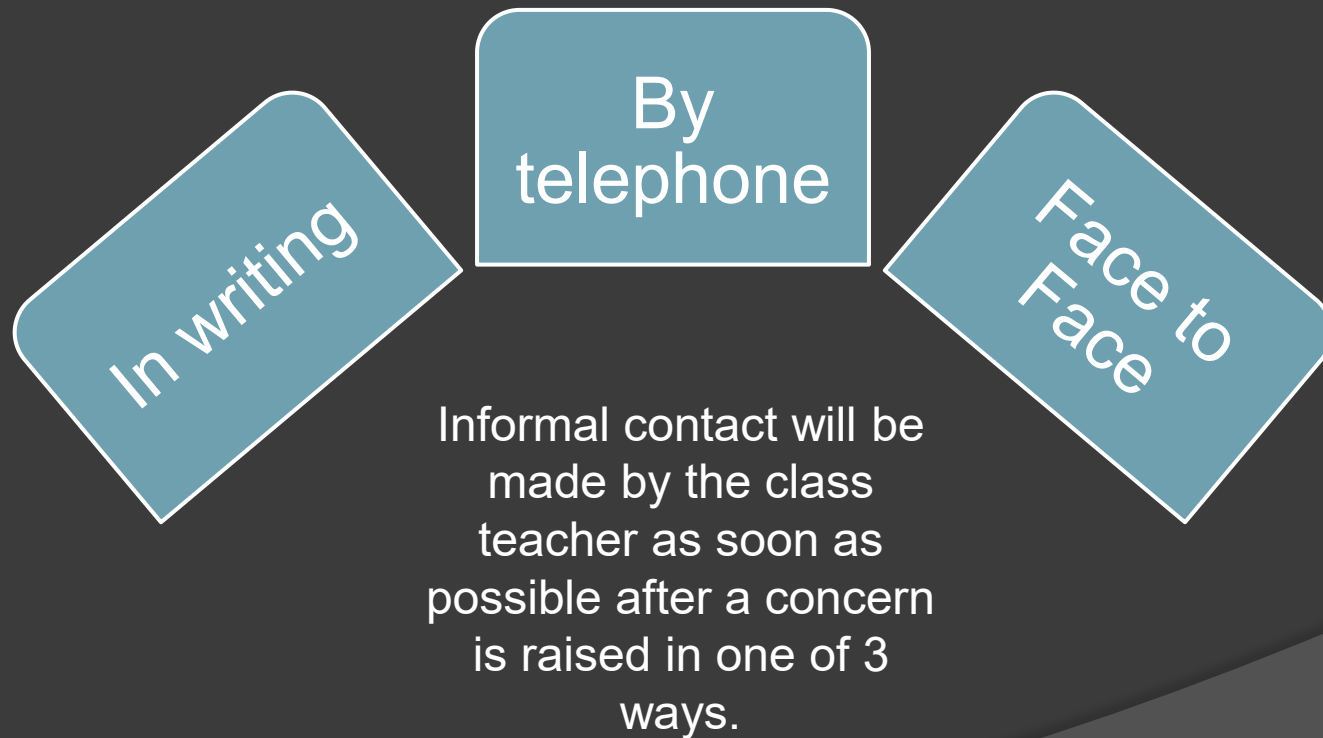 In writing
By
telephone
Face to
Face
Informal contact will be
made by the class
teacher as soon as
possible after a concern
is raised in one of 3
ways.